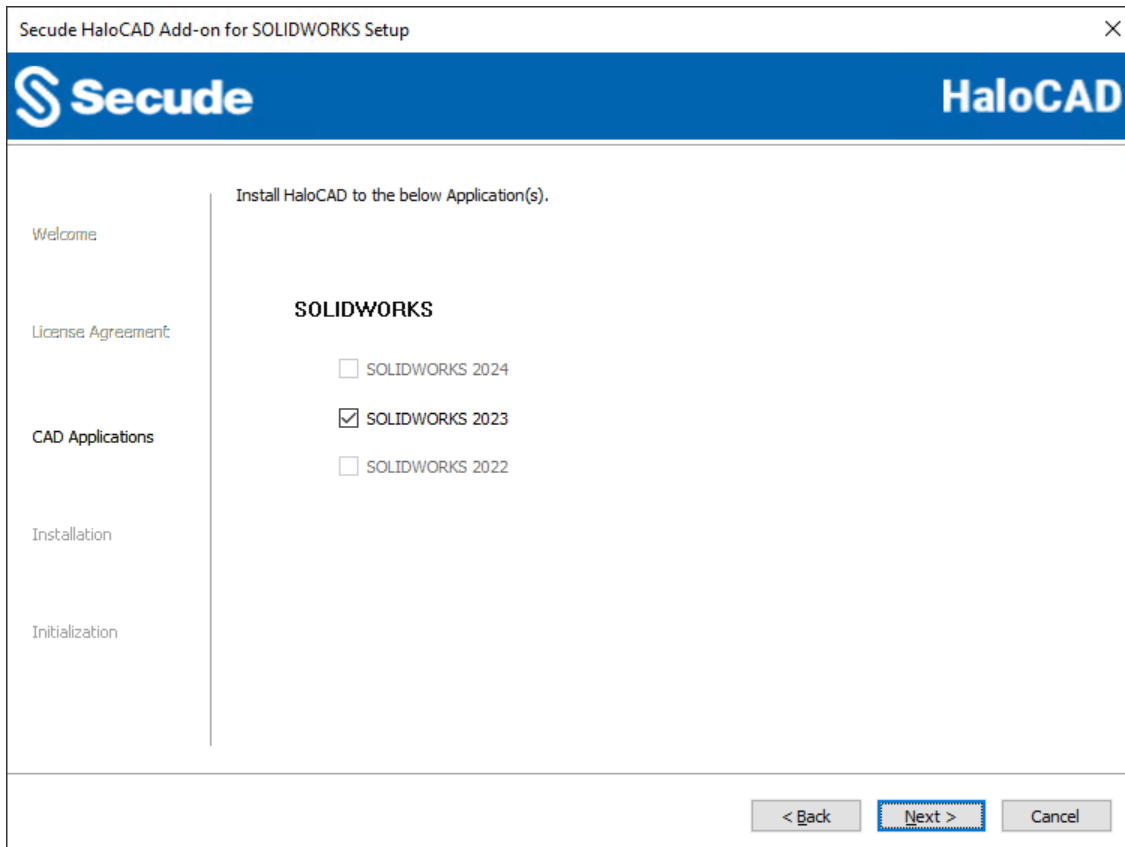 Secude HaloCAD Add-on for SOLIDWORKS Setup
Secude
HaloCAD
Install HaloCAD to the below Application(s).
Welcome
License Agreement
CAD Applications
Installation
Initialization
SOLIDWORKS
SOLIDWORKS 2024
SOLIDWORKS 2023
SOLIDWORKS 2022
< Back
Next >
Cancel